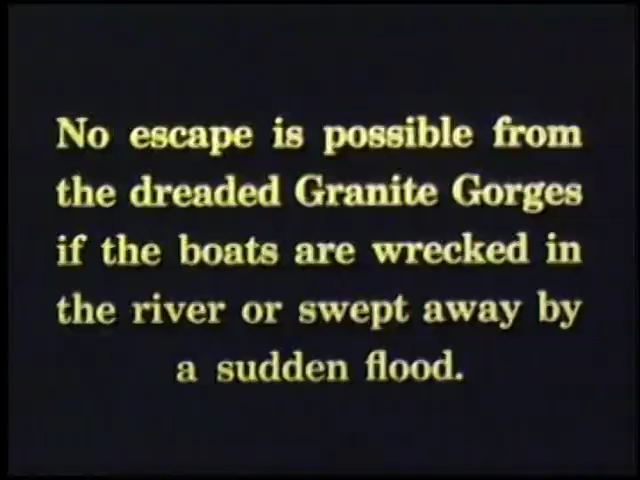 No escape is possible from
the dreaded Granite Gorges
if the boats are wrecked in
the river or swept away by
a sudden flood.